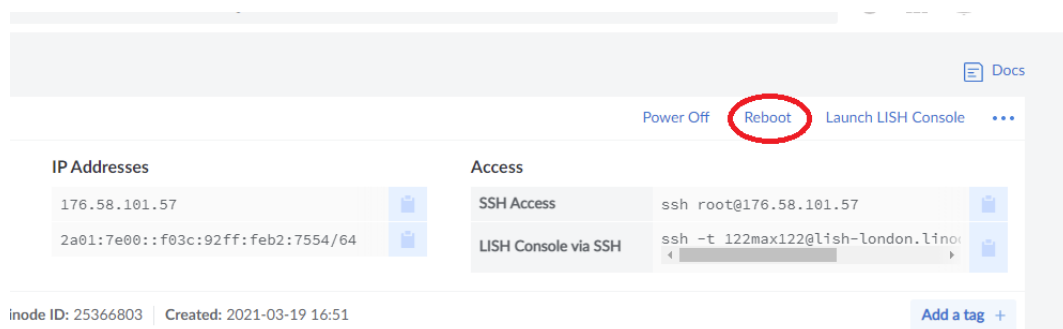 Docs
Power Off Reboot Launch LISH Console
IP Addresses
176.58.101.57
2a01:7e00::f03c:92ff:feb2:7554/64
Access
SSH Access ssh root@176.58.101.57
LISH Console via SSH ssh -t 122max122@lish-london.lino
inode ID: 25366803 Created: 2021-03-19 16:51
Add a tag +